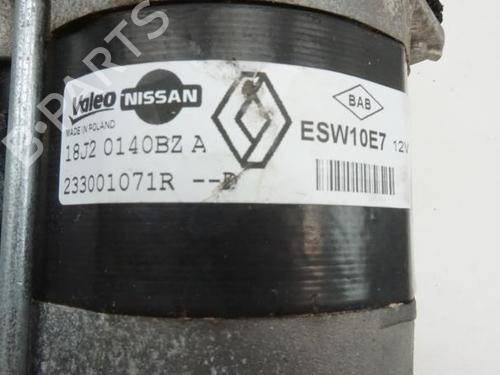 Valeo NISSAN
MADE IN POLAND
18J2 0140BZ A
233001071R --D
BAB
ESW10E7 12V
B-PARTS